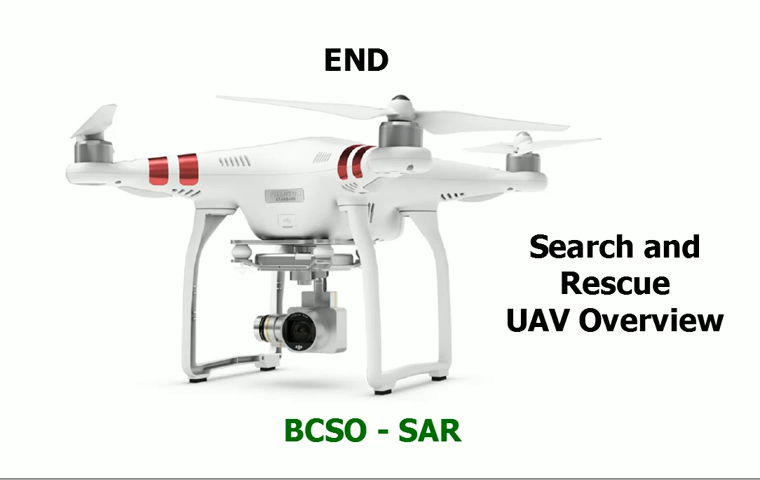 END
Search and
Rescue
UAV Overview
BCSO - SAR